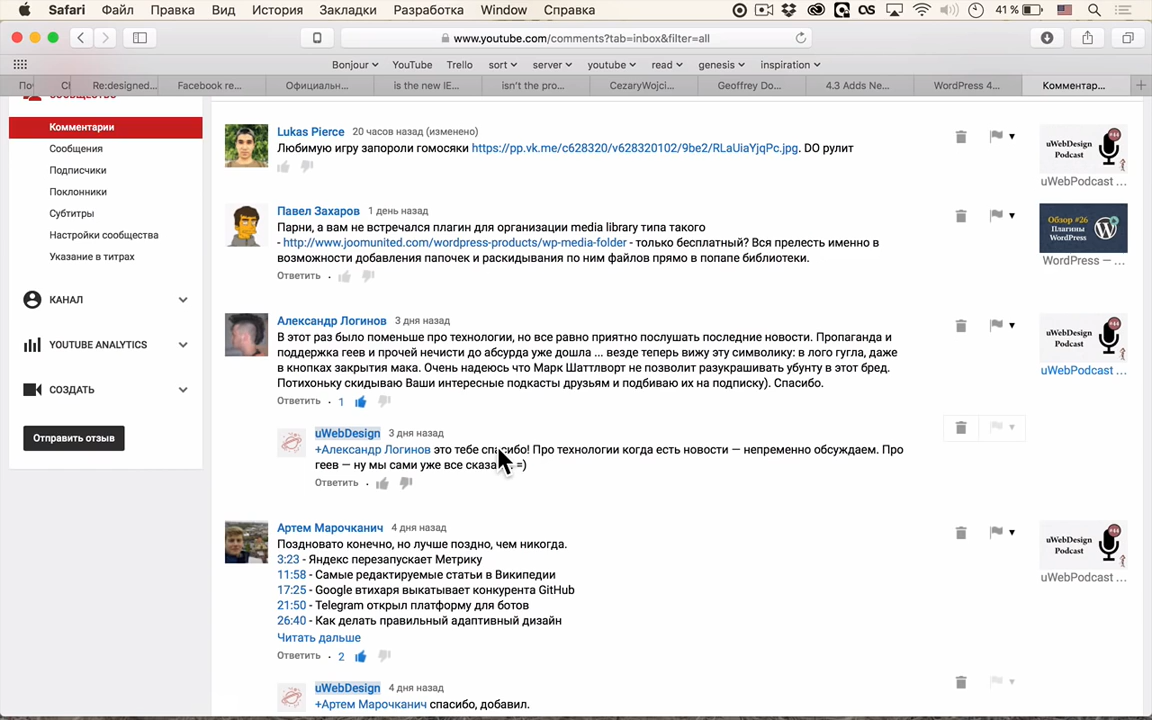 Safari Файл Правка Вид История Закладки Разработка Window Справка 41 %
www.youtube.com/comments?tab=inbox&filter=all
Bonjour YouTube Trello sort server youtube read genesis inspiration
Re:designed... Facebook re... Официальн... is the new IE... isn't the pro... CezaryWojci... Geoffrey Do... 4.3 Adds Ne... WordPress 4... Комментар...
Комментарии
Сообщения
Подписчики
Поклонники
Субтитры
Настройки сообщества
Указание в титрах
КАНАЛ
YOUTUBE ANALYTICS
СОЗДАТЬ
Отправить отзыв
Lukas Pierce 20 часов назад (изменено)
Любимую игру запороли гомосяки https://pp.vk.me/c628320/v628320102/9be2/RLaUiaYjqPc.jpg. DO рулит
uWebDesign
Podcast
#44
uWebPodcast ...
Павел Захаров 1 день назад
Парни, а вам не встречался плагин для организации media library типа такого
- http://www.joomunited.com/wordpress-products/wp-media-folder - только бесплатный? Вся прелесть именно в
возможности добавления папочек и раскидывания по ним файлов прямо в попапе библиотеки.
Ответить
Обзор #26
Плагины
WordPress
WordPress — ...
Александр Логинов 3 дня назад
В этот раз было поменьше про технологии, но все равно приятно послушать последние новости. Пропаганда и
поддержка геев и прочей нечисти до абсурда уже дошла ... везде теперь вижу эту символику: в лого гугла, даже
в кнопках закрытия мака. Очень надеюсь что Марк Шаттлворт не позволит разукрашивать убунту в этот бред.
Потихоньку скидываю Ваши интересные подкасты друзьям и подбиваю их на подписку). Спасибо.
Ответить 1
uWebDesign
Podcast
#44
uWebPodcast ...
uWebDesign 3 дня назад
+Александр Логинов это тебе спасибо! Про технологии когда есть новости — непременно обсуждаем. Про
геев — ну мы сами уже все =)
Ответить
Артем Марочканич 4 дня назад
Поздновато конечно, но лучше поздно, чем никогда.
3:23 - Яндекс перезапускает Метрику
11:58 - Самые редактируемые статьи в Википедии
17:25 - Google втихаря выкатывает конкурента GitHub
21:50 - Telegram открыл платформу для ботов
26:40 - Как делать правильный адаптивный дизайн
Читать дальше
Ответить 2
uWebDesign
Podcast
#44
uWebPodcast ...
uWebDesign 4 дня назад
+Артем Марочканич спасибо, добавил.